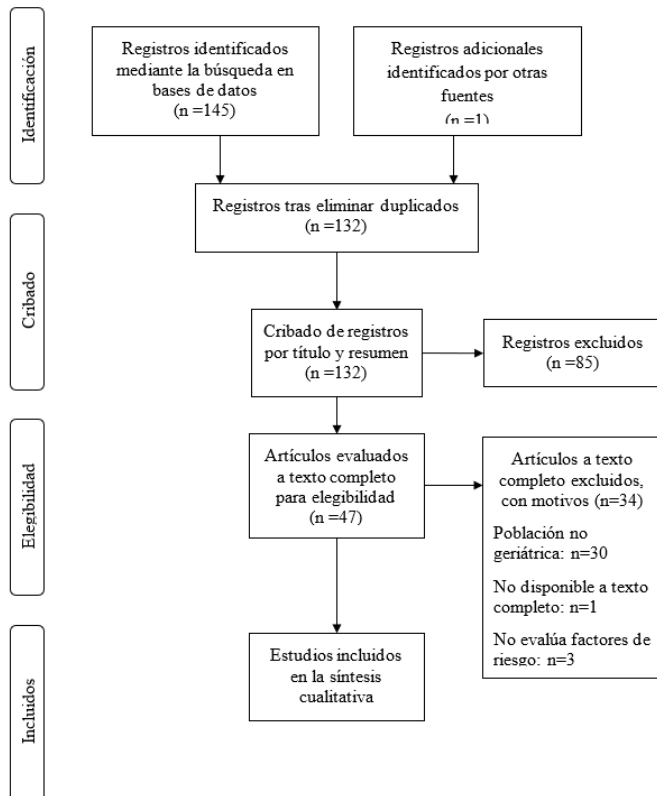 Identificación
Registros identificados
mediante la búsqueda en
bases de datos
(n =145)
Registros adicionales
identificados por otras
fuentes
(n =1)
Registros tras eliminar duplicados
(n =132)
Cribado
Cribado de registros
por título y resumen
(n =132)
Registros excluidos
(n =85)
Elegibilidad
Artículos evaluados
a texto completo
para elegibilidad
(n =47)
Artículos a texto
completo excluidos,
con motivos (n=34)
Población no
geriátrica: n=30
No disponible a texto
completo: n=1
No evalúa factores de
riesgo: n=3
Incluidos
Estudios incluidos
en la síntesis
cualitativa